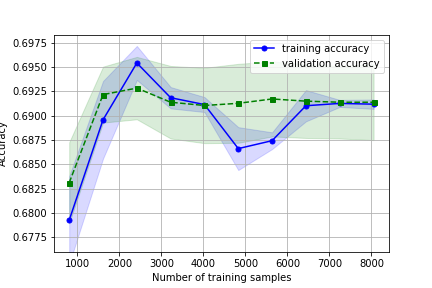 0.6975
0.6950
0.6925
0.6900
0.6875
0.6850
0.6825
0.6800
0.6775
Accuracy
training accuracy
validation accuracy
1000 2000 3000 4000 5000 6000 7000 8000
Number of training samples